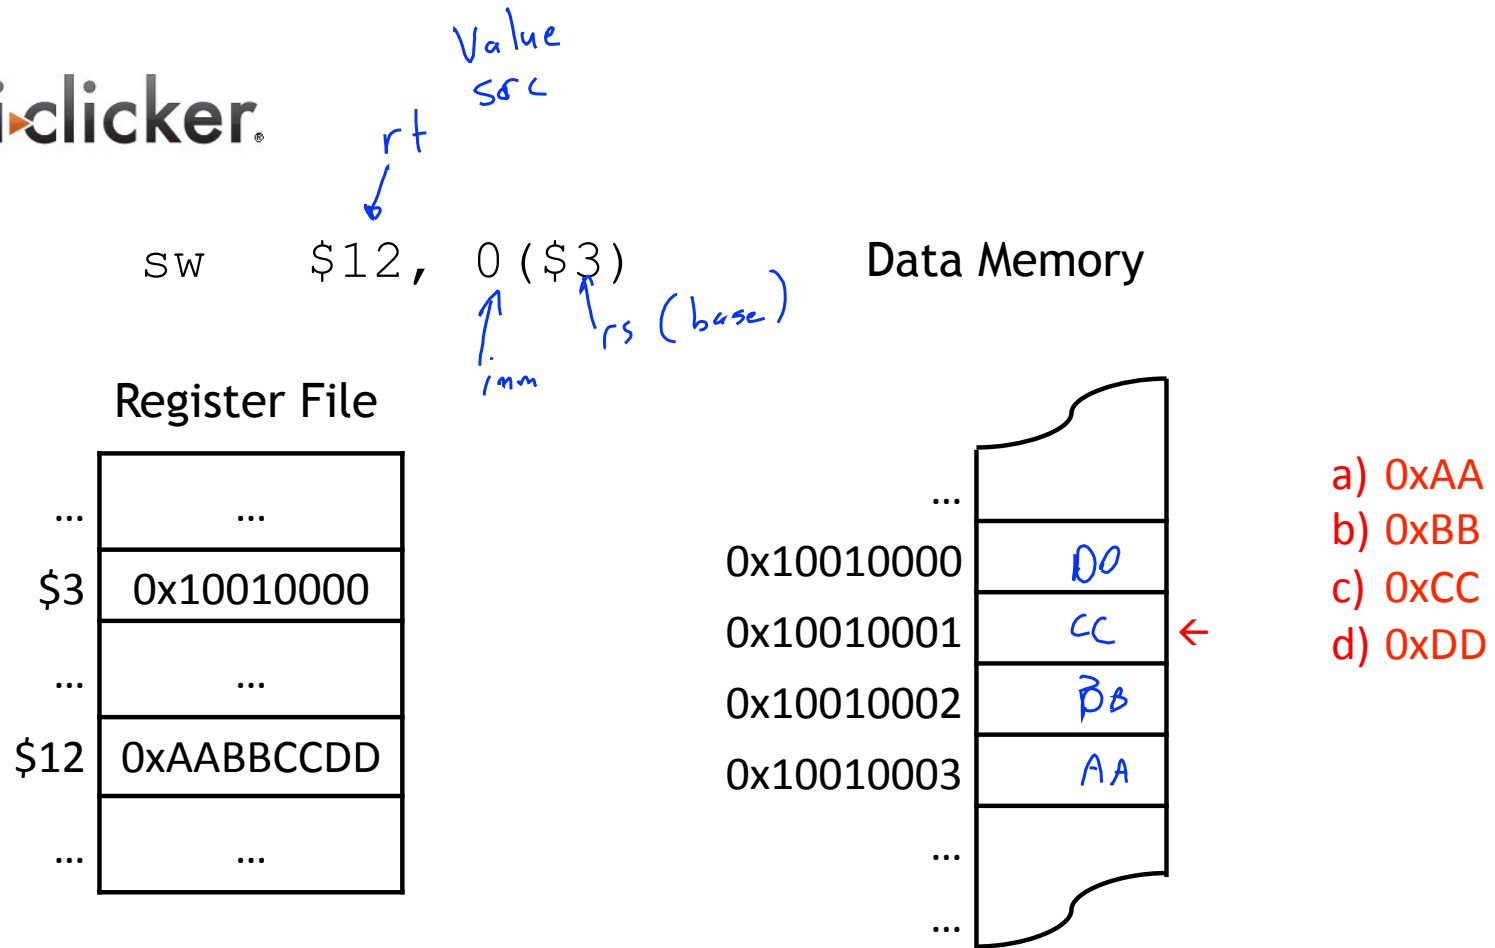 Value
src
i>clicker®
rt
sw $12, 0($3)
Data Memory
rs (base)
imm
Register File
... ...
$3 0x10010000
... ...
$12 0xAABBCCDD
... ...
...
0x10010000 DD
0x10010001 CC ←
0x10010002 BB
0x10010003 AA
...
...
a) 0xAA
b) 0xBB
c) 0xCC
d) 0xDD